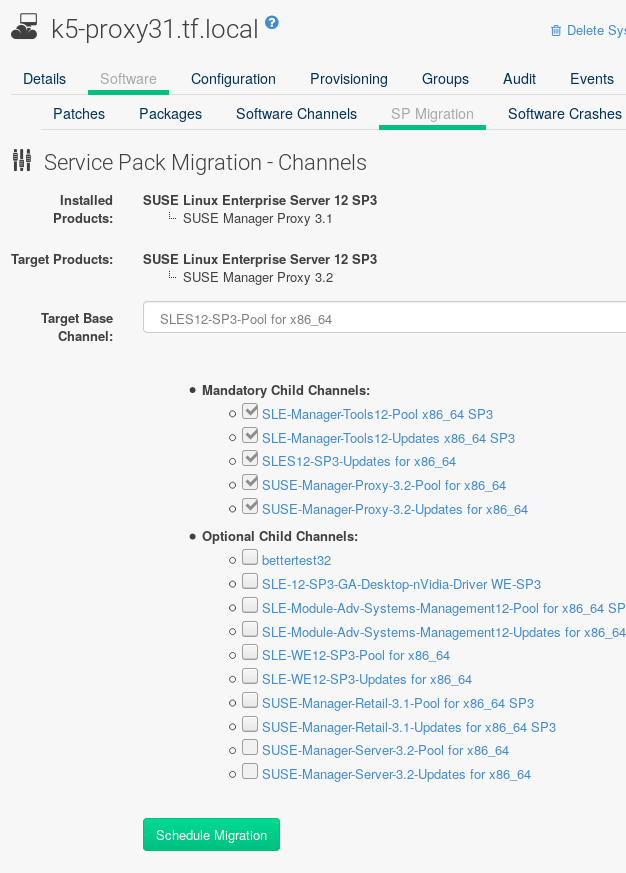 k5-proxy31.tf.local ?
Delete Sys
Details Software Configuration Provisioning Groups Audit Events
Patches Packages Software Channels SP Migration Software Crashes
Service Pack Migration - Channels
Installed Products: SUSE Linux Enterprise Server 12 SP3
SUSE Manager Proxy 3.1
Target Products: SUSE Linux Enterprise Server 12 SP3
SUSE Manager Proxy 3.2
Target Base Channel: SLES12-SP3-Pool for x86_64
Mandatory Child Channels:
SLE-Manager-Tools12-Pool x86_64 SP3
SLE-Manager-Tools12-Updates x86_64 SP3
SLES12-SP3-Updates for x86_64
SUSE-Manager-Proxy-3.2-Pool for x86_64
SUSE-Manager-Proxy-3.2-Updates for x86_64
Optional Child Channels:
bettertest32
SLE-12-SP3-GA-Desktop-nVidia-Driver WE-SP3
SLE-Module-Adv-Systems-Management12-Pool for x86_64 SP
SLE-Module-Adv-Systems-Management12-Updates for x86_64
SLE-WE12-SP3-Pool for x86_64
SLE-WE12-SP3-Updates for x86_64
SUSE-Manager-Retail-3.1-Pool for x86_64 SP3
SUSE-Manager-Retail-3.1-Updates for x86_64 SP3
SUSE-Manager-Server-3.2-Pool for x86_64
SUSE-Manager-Server-3.2-Updates for x86_64
Schedule Migration